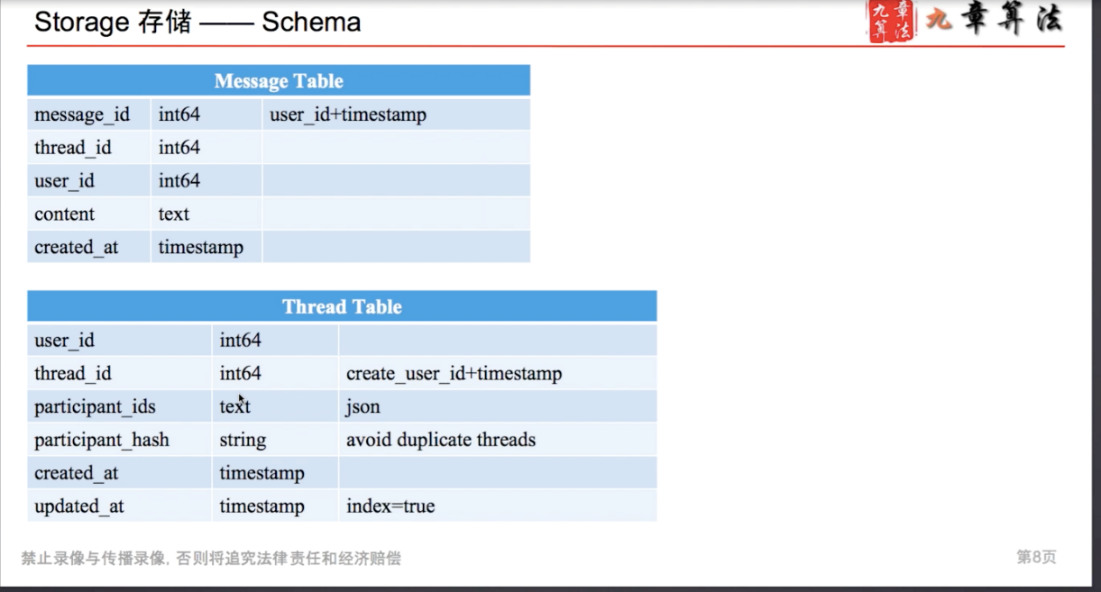 Storage 存储 —— Schema
九章算法
九章算法
Message Table
message_id int64 user_id+timestamp
thread_id int64
user_id int64
content text
created_at timestamp
Thread Table
user_id int64
thread_id int64 create_user_id+timestamp
participant_ids text json
participant_hash string avoid duplicate threads
created_at timestamp
updated_at timestamp index=true
禁止录像与传播录像, 否则将追究法律责任和经济赔偿
第8页